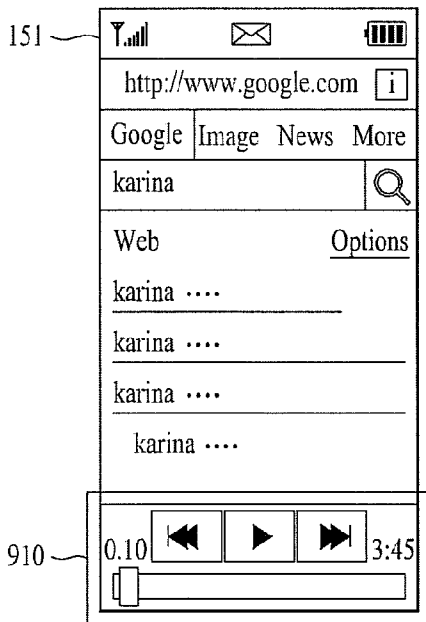 151
http://www.google.com i
Google Image News More
karina
Web Options
karina ····
karina ····
karina ····
karina ····
910
0.10 3:45